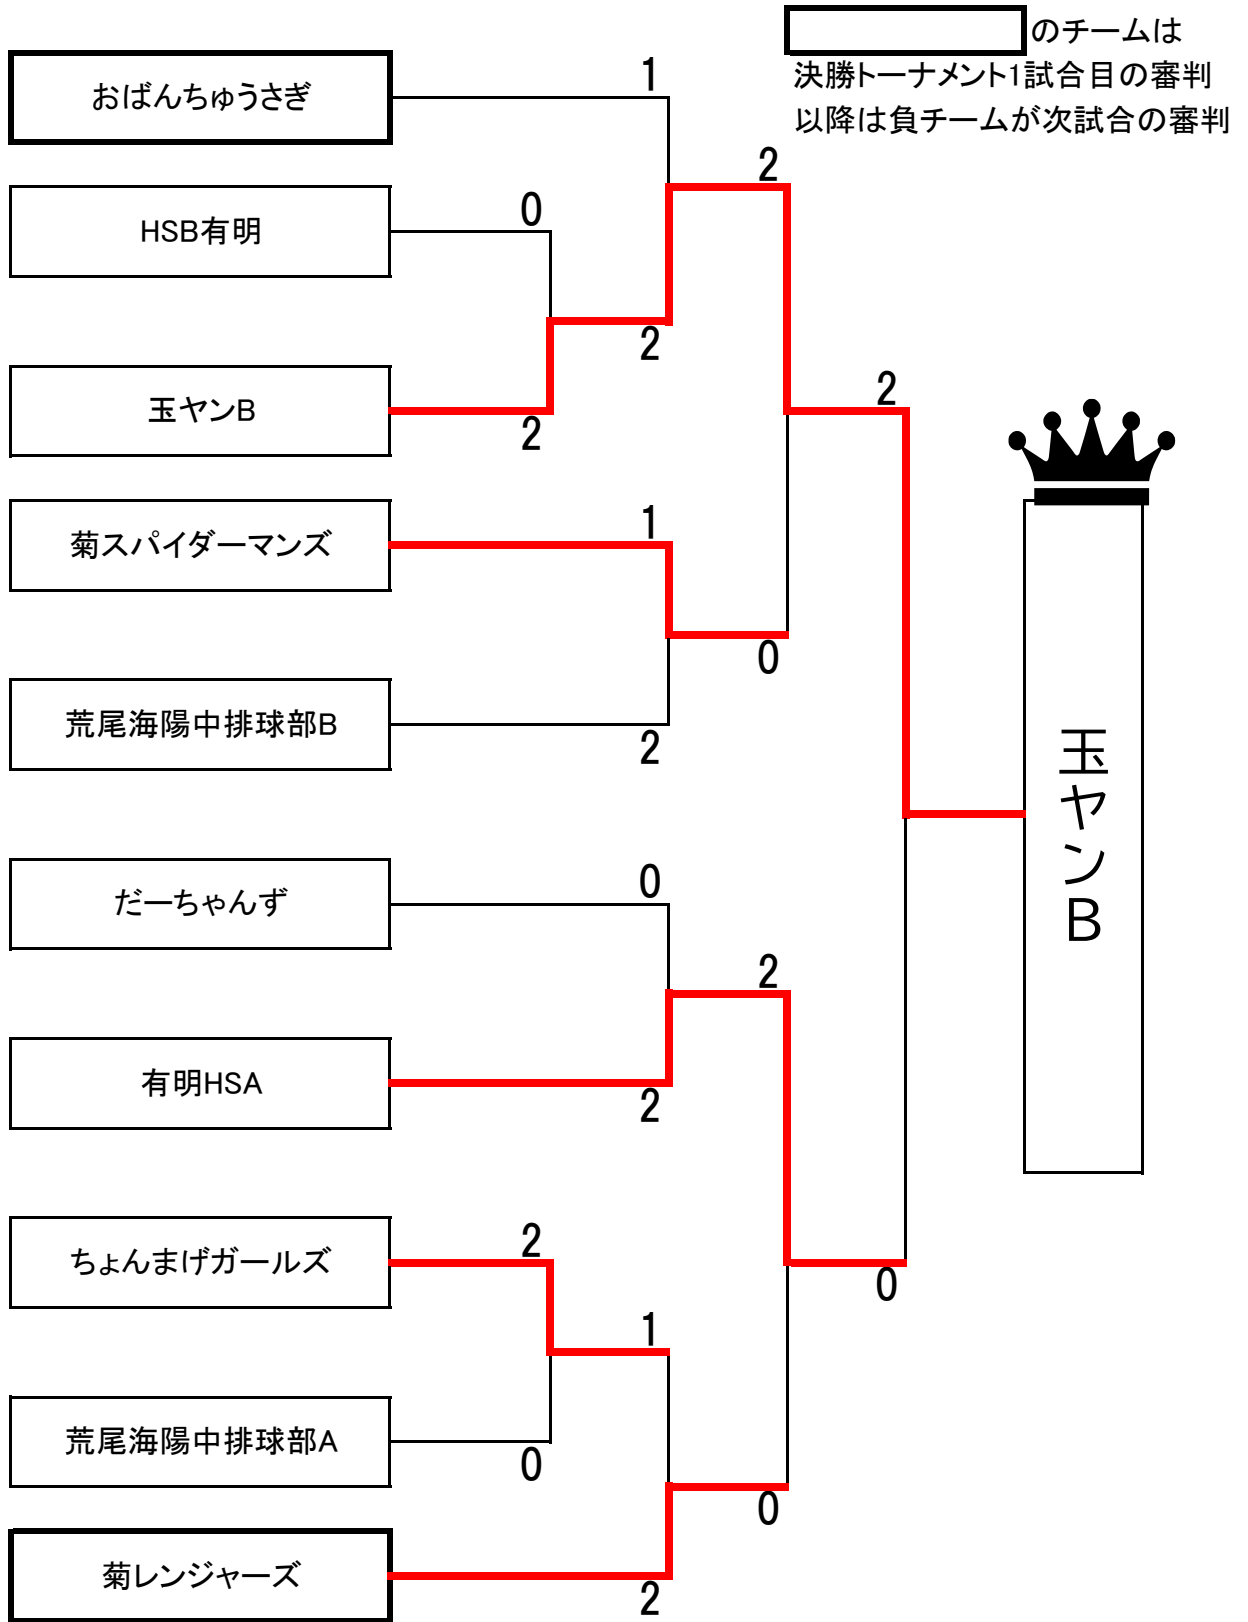 のチームは
決勝トーナメント1試合目の審判
以降は負チームが次試合の審判
おばんちゅうさぎ
1
2
HSB有明
0
2
玉ヤンB
2
2
菊スパイダーマンズ
1
0
荒尾海陽中排球部B
2
玉ヤンB
だーちゃんず
0
2
有明HSA
2
ちょんまげガールズ
2
0
1
荒尾海陽中排球部A
0
0
菊レンジャーズ
2